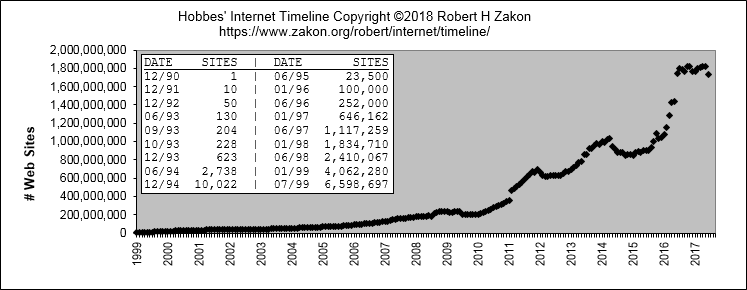 Hobbes' Internet Timeline Copyright ©2018 Robert H Zakon
https://www.zakon.org/robert/internet/timeline/
# Web Sites
2,000,000,000
1,800,000,000
1,600,000,000
1,400,000,000
1,200,000,000
1,000,000,000
800,000,000
600,000,000
400,000,000
200,000,000
0
DATE SITES | DATE SITES
12/90 1 | 06/95 23,500
12/91 10 | 01/96 100,000
12/92 50 | 06/96 252,000
06/93 130 | 01/97 646,162
09/93 204 | 06/97 1,117,259
10/93 228 | 01/98 1,834,710
12/93 623 | 06/98 2,410,067
06/94 2,738 | 01/99 4,062,280
12/94 10,022 | 07/99 6,598,697
1999 2000 2001 2002 2003 2004 2005 2006 2007 2008 2009 2010 2011 2012 2013 2014 2015 2016 2017